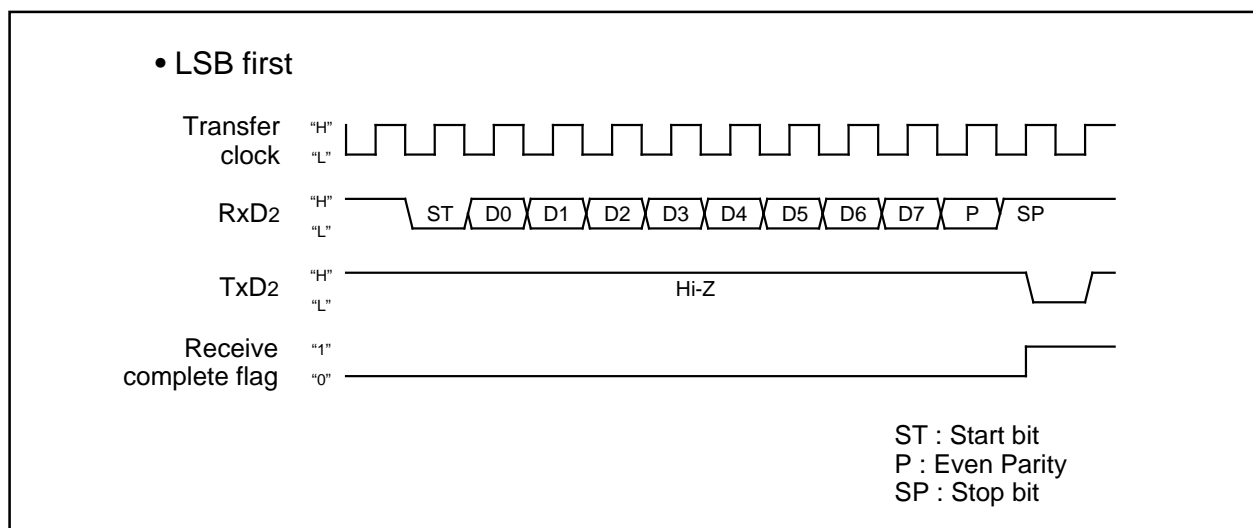 • LSB first
Transfer
clock
“H”
“L”
RxD2
“H”
“L”
ST D0 D1 D2 D3 D4 D5 D6 D7 P SP
TxD2
“H”
“L”
Hi-Z
Receive
complete flag
“1”
“0”
ST : Start bit
P : Even Parity
SP : Stop bit